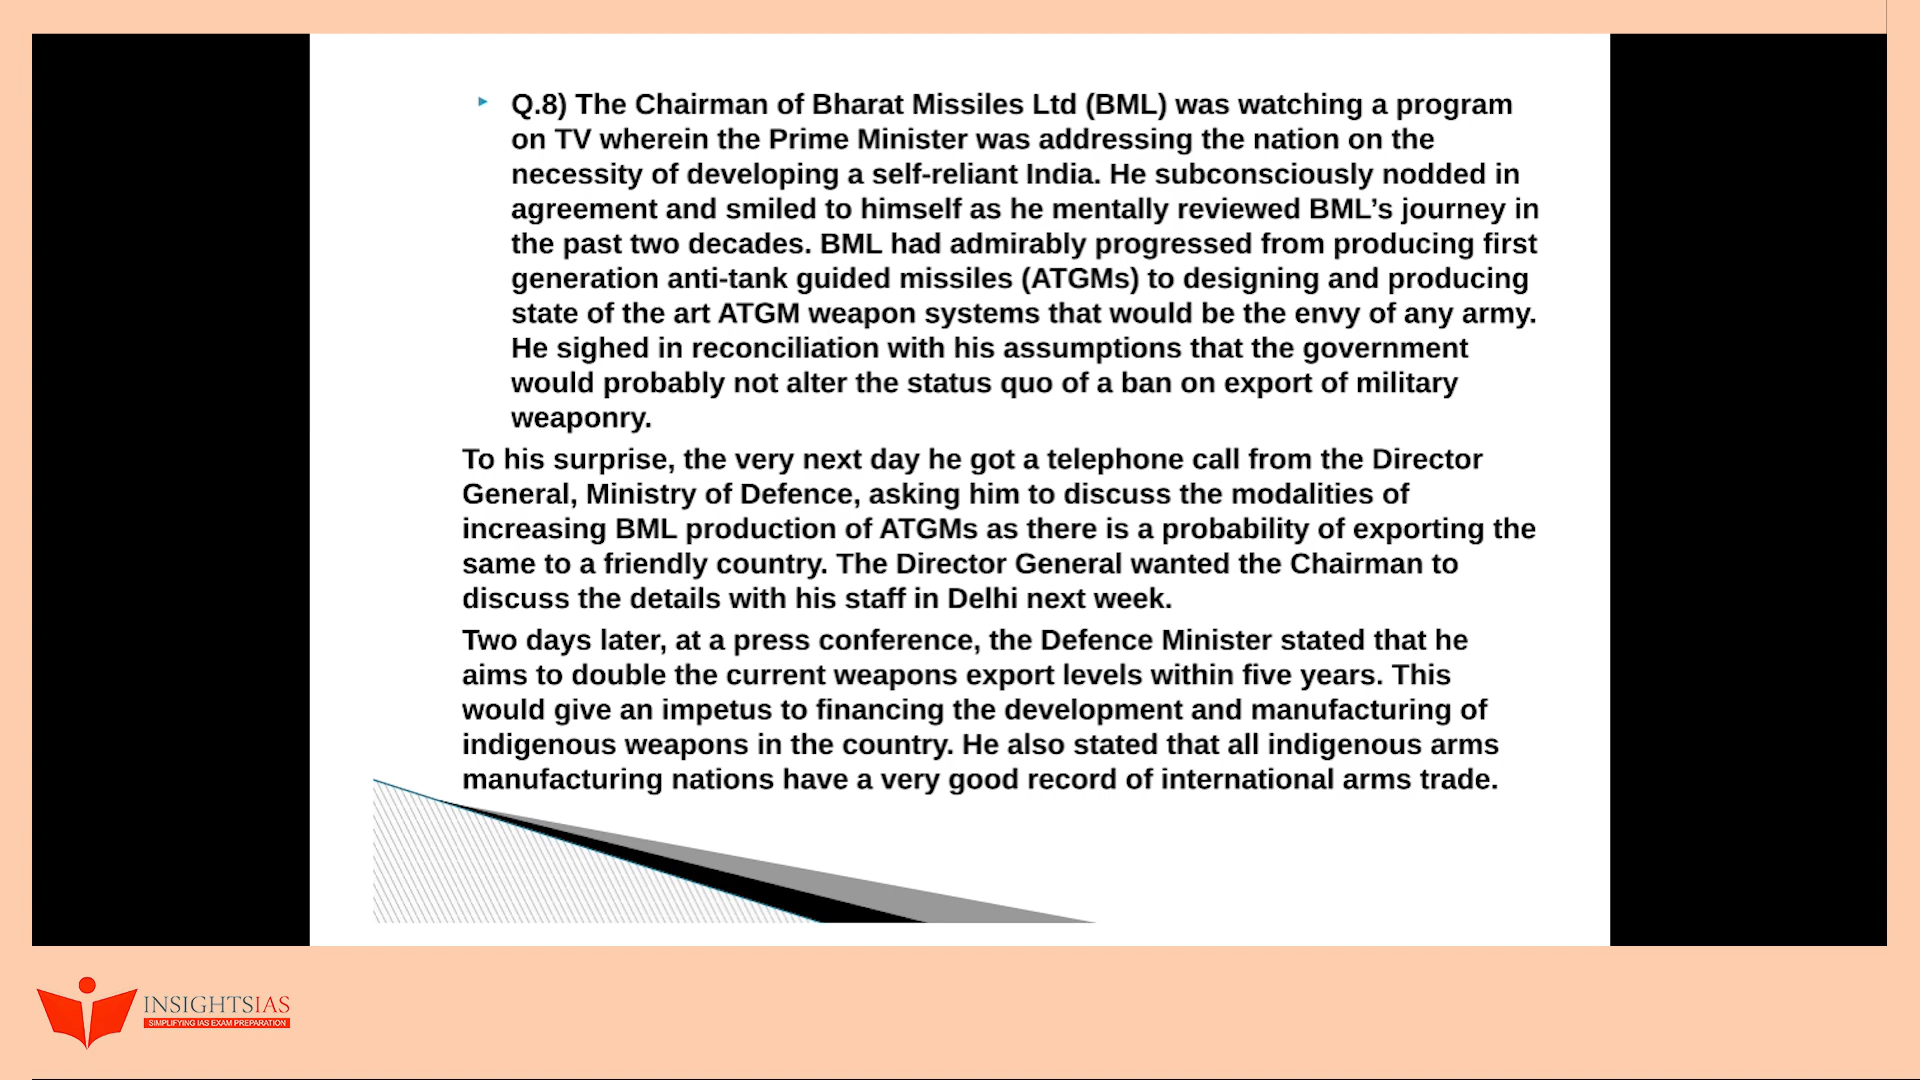 Q.8) The Chairman of Bharat Missiles Ltd (BML) was watching a program
on TV wherein the Prime Minister was addressing the nation on the
necessity of developing a self-reliant India. He subconsciously nodded in
agreement and smiled to himself as he mentally reviewed BML’s journey in
the past two decades. BML had admirably progressed from producing first
generation anti-tank guided missiles (ATGMs) to designing and producing
state of the art ATGM weapon systems that would be the envy of any army.
He sighed in reconciliation with his assumptions that the government
would probably not alter the status quo of a ban on export of military
weaponry.
To his surprise, the very next day he got a telephone call from the Director
General, Ministry of Defence, asking him to discuss the modalities of
increasing BML production of ATGMs as there is a probability of exporting the
same to a friendly country. The Director General wanted the Chairman to
discuss the details with his staff in Delhi next week.
Two days later, at a press conference, the Defence Minister stated that he
aims to double the current weapons export levels within five years. This
would give an impetus to financing the development and manufacturing of
indigenous weapons in the country. He also stated that all indigenous arms
manufacturing nations have a very good record of international arms trade.
INSIGHTSIAS
SIMPLIFYING IAS EXAM PREPARATION